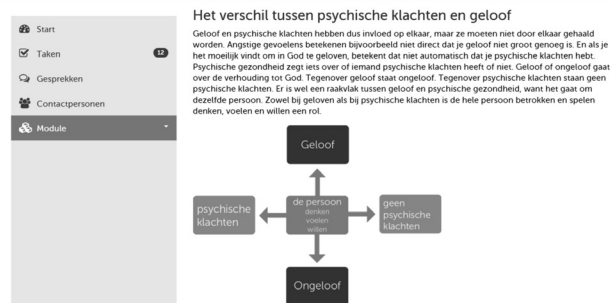 Het verschil tussen psychische klachten en geloof
Geloof en psychische klachten hebben dus invloed op elkaar, maar ze moeten niet door elkaar gehaald
worden. Angstige gevoelens betekenen bijvoorbeeld niet direct dat je geloof niet groot genoeg is. En als je
het moeilijk vindt om in God te geloven, betekent dat niet automatisch dat je psychische klachten hebt.
Psychische gezondheid zegt iets over of iemand psychische klachten heeft of niet. Geloof of ongeloof gaat
over de verhouding tot God. Tegenover geloof staat ongeloof. Tegenover psychische klachten staan geen
psychische klachten. Er is wel een raakvlak tussen geloof en psychische gezondheid, want het gaat om
dezelfde persoon. Zowel bij geloven als bij psychische klachten is de hele persoon betrokken en spelen
denken, voelen en willen een rol.
Start
Taken 32
Gesprekken
Contactpersonen
Module
Geloof
psychische
klachten
de persoon
denken
voelen
willen
geen
psychische
klachten
Ongeloof